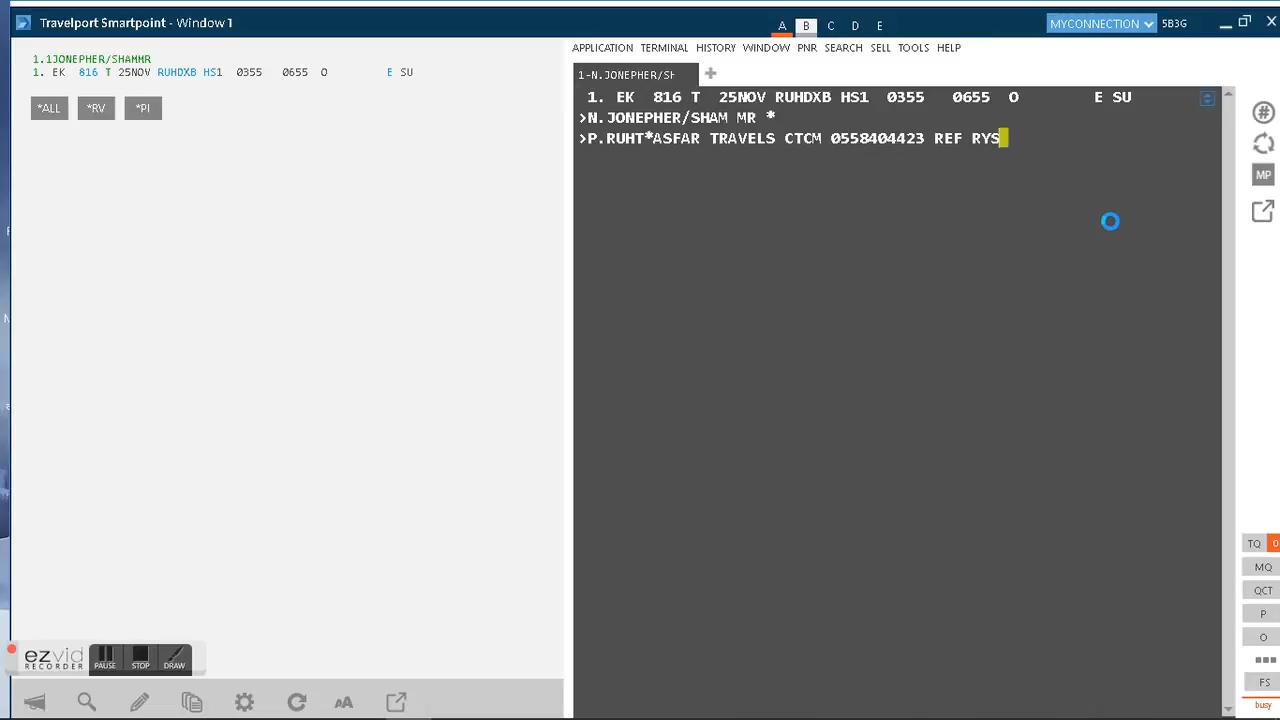 Travelport Smartpoint - Window 1
A B C D E
MYCONNECTION 5B3G
1.1JONEPHER/SHAMMR
1. EK 816 T 25NOV RUHDXB HS1 0355 0655 O E SU
*ALL *RV *PI
APPLICATION TERMINAL HISTORY WINDOW PNR SEARCH SELL TOOLS HELP
1-N.JONEPHER/SH
1. EK 816 T 25NOV RUHDXB HS1 0355 0655 O E SU
>N.JONEPHER/SHAM MR *
>P.RUHT*ASFAR TRAVELS CTCM 0558404423 REF RYS
MP
TQ 0
MQ
QCT
P
O
FS
busy
ezvid
RECORDER
PAUSE STOP DRAW
AA